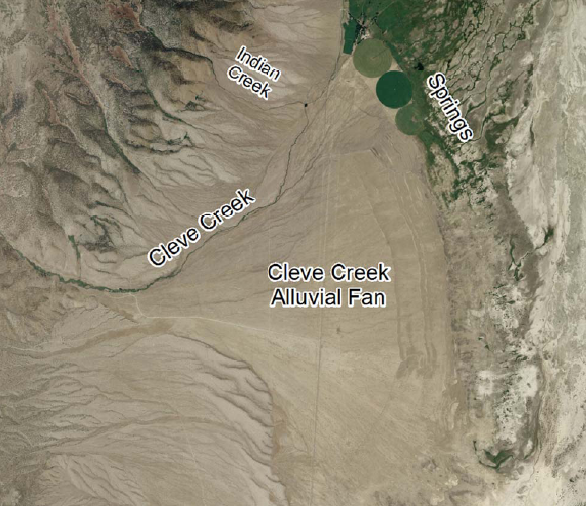 Indian
Creek
Springs
Cleve Creek
Cleve Creek
Alluvial Fan